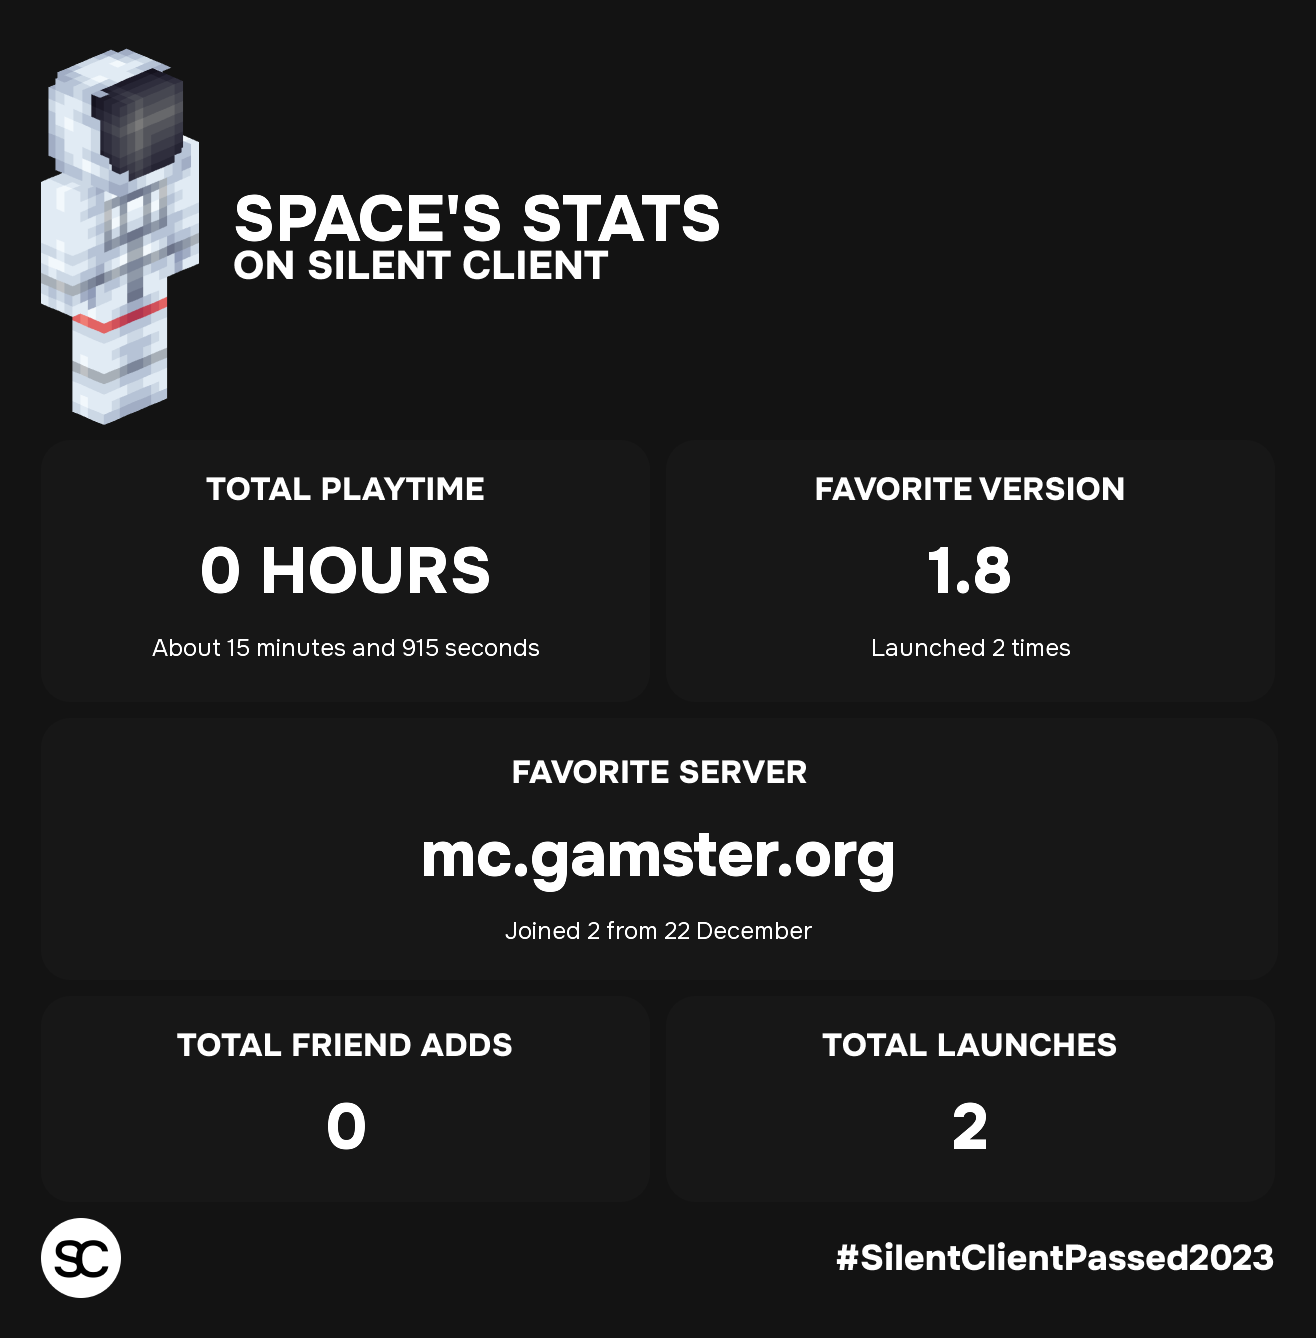 SPACE'S STATS
ON SILENT CLIENT
TOTAL PLAYTIME
0 HOURS
About 15 minutes and 915 seconds
FAVORITE VERSION
1.8
Launched 2 times
FAVORITE SERVER
mc.gamster.org
Joined 2 from 22 December
TOTAL FRIEND ADDS
0
TOTAL LAUNCHES
2
SC
#SilentClientPassed2023